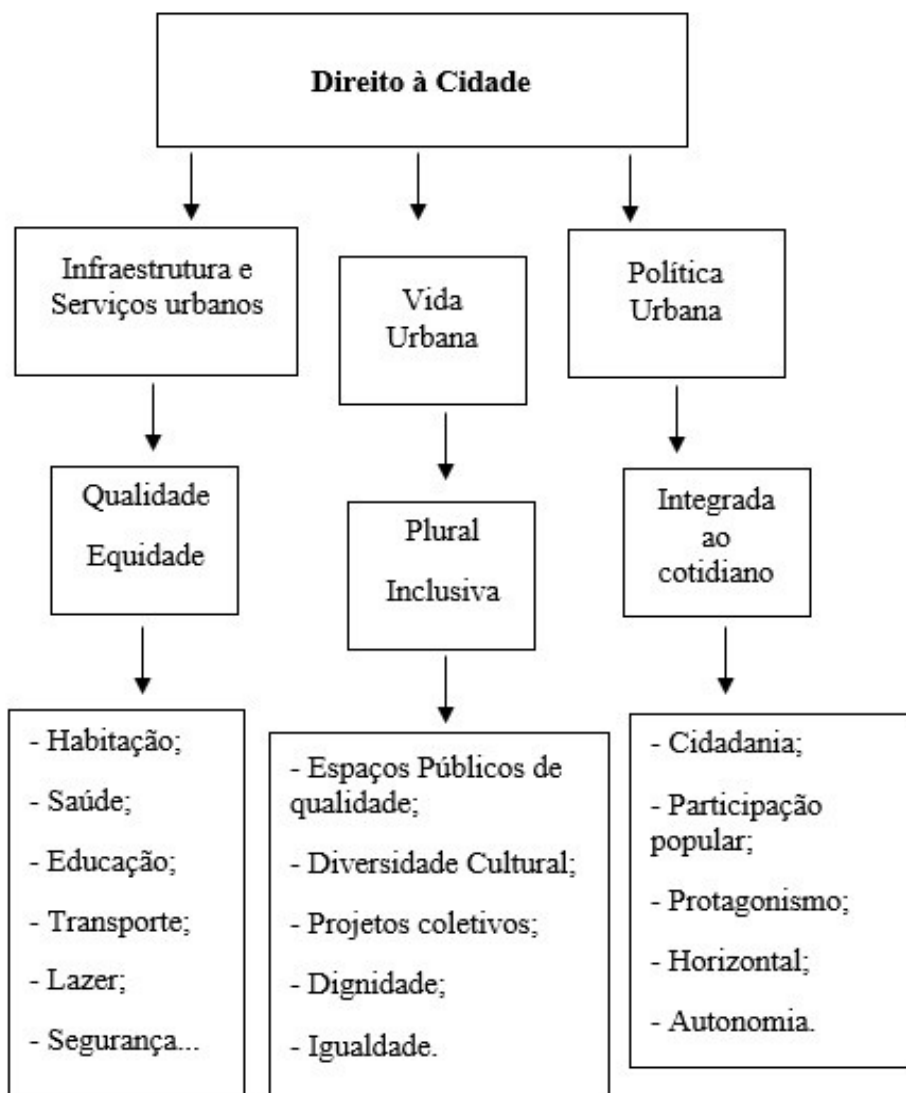 Direito à Cidade
Infraestrutura e
Serviços urbanos
Vida
Urbana
Política
Urbana
Qualidade
Equidade
Plural
Inclusiva
Integrada
ao
cotidiano
- Habitação;
- Saúde;
- Educação;
- Transporte;
- Lazer;
- Segurança...
- Espaços Públicos de
qualidade;
- Diversidade Cultural;
- Projetos coletivos;
- Dignidade;
- Igualdade.
- Cidadania;
- Participação
popular;
- Protagonismo;
- Horizontal;
- Autonomia.